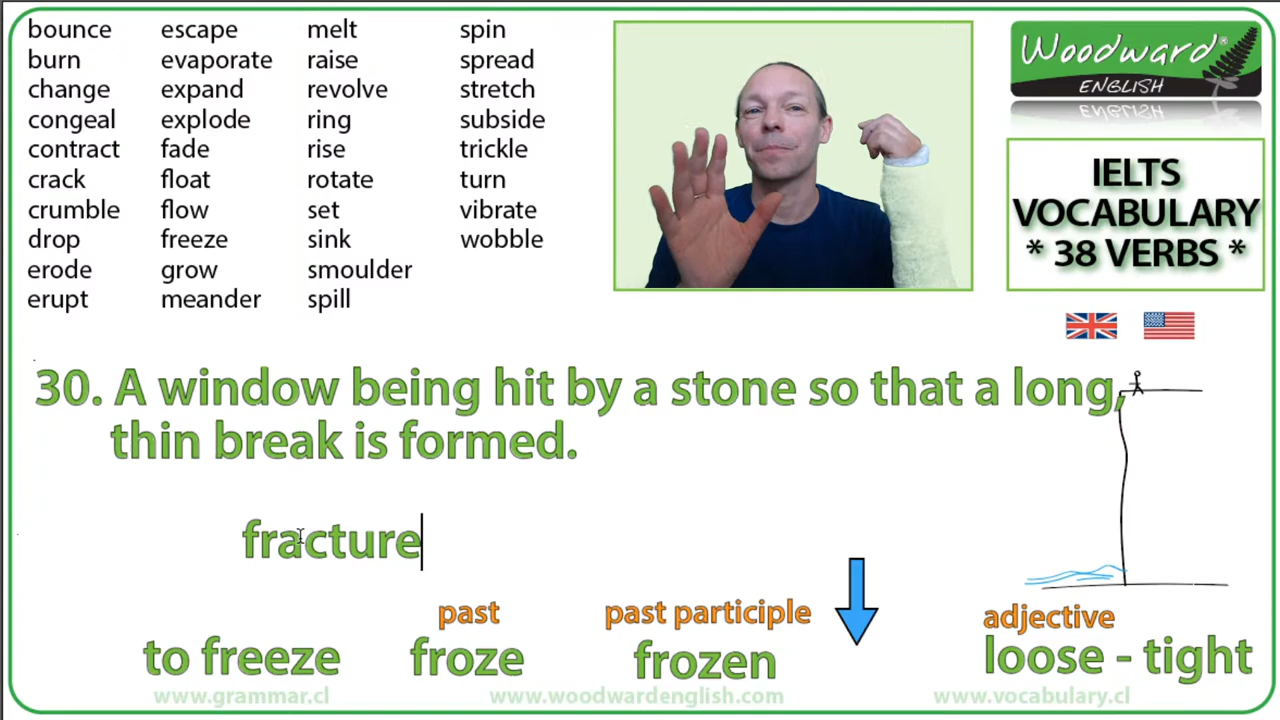 bounce escape melt spin
burn evaporate raise spread
change expand revolve stretch
congeal explode ring subside
contract fade rise trickle
crack float rotate turn
crumble flow set vibrate
drop freeze sink wobble
erode grow smoulder
erupt meander spill
Woodward®
ENGLISH
IELTS
VOCABULARY
* 38 VERBS *
30. A window being hit by a stone so that a long,
thin break is formed.
fracture
past past participle adjective
to freeze froze frozen loose - tight
www.grammar.cl www.woodwardenglish.com www.vocabulary.cl